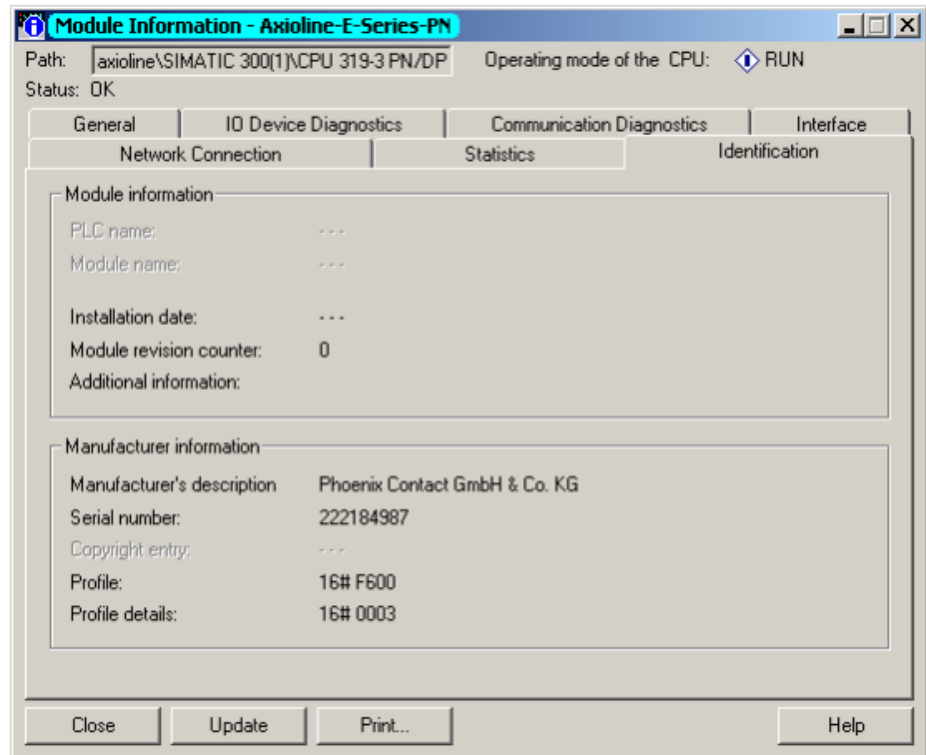 Module Information - Axioline-E-Series-PN
Path: axioline\SIMATIC 300(1)\CPU 319-3 PN/DP Operating mode of the CPU: RUN
Status: OK
General IO Device Diagnostics Communication Diagnostics Interface
Network Connection Statistics Identification
Module information
PLC name: - - -
Module name: - - -
Installation date: - - -
Module revision counter: 0
Additional information:
Manufacturer information
Manufacturer's description Phoenix Contact GmbH & Co. KG
Serial number: 222184987
Copyright entry: - - -
Profile: 16# F600
Profile details: 16# 0003
Close Update Print... Help